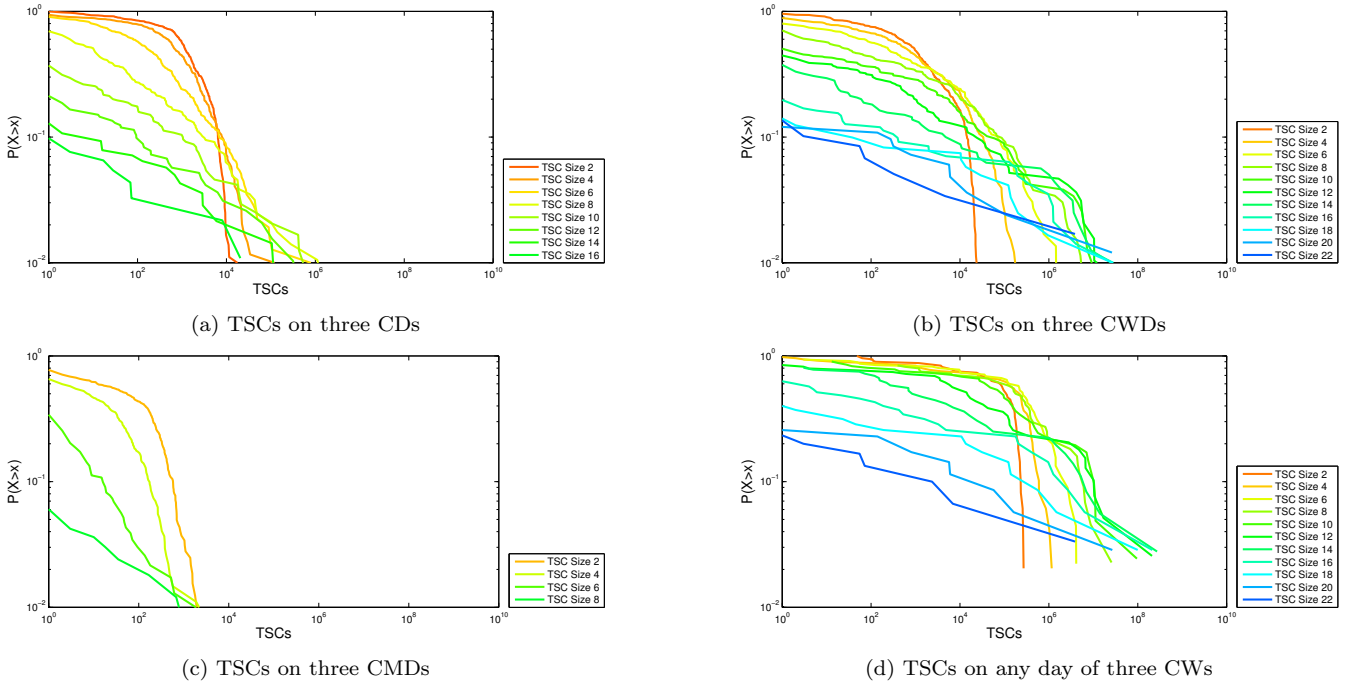 10^0
10^-1
10^-2
P(X>x)
10^0 10^2 10^4 10^6 10^8 10^10
TSCs
TSC Size 2
TSC Size 4
TSC Size 6
TSC Size 8
TSC Size 10
TSC Size 12
TSC Size 14
TSC Size 16
(a) TSCs on three CDs
10^0
10^-1
10^-2
P(X>x)
10^0 10^2 10^4 10^6 10^8 10^10
TSCs
TSC Size 2
TSC Size 4
TSC Size 6
TSC Size 8
TSC Size 10
TSC Size 12
TSC Size 14
TSC Size 16
TSC Size 18
TSC Size 20
TSC Size 22
(b) TSCs on three CWDs
10^0
10^-1
10^-2
P(X>x)
10^0 10^2 10^4 10^6 10^8 10^10
TSCs
TSC Size 2
TSC Size 4
TSC Size 6
TSC Size 8
(c) TSCs on three CMDs
10^0
10^-1
10^-2
P(X>x)
10^0 10^2 10^4 10^6 10^8 10^10
TSCs
TSC Size 2
TSC Size 4
TSC Size 6
TSC Size 8
TSC Size 10
TSC Size 12
TSC Size 14
TSC Size 16
TSC Size 18
TSC Size 20
TSC Size 22
(d) TSCs on any day of three CWs